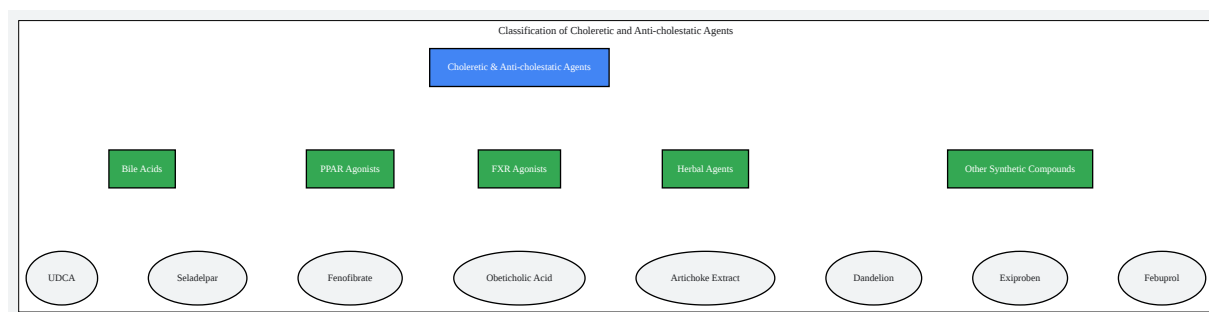 Classification of Choleretic and Anti-cholestatic Agents
Choleretic & Anti-cholestatic Agents
Bile Acids
PPAR Agonists
FXR Agonists
Herbal Agents
Other Synthetic Compounds
UDCA
Seladelpar
Fenofibrate
Obeticholic Acid
Artichoke Extract
Dandelion
Exiproben
Febuprol